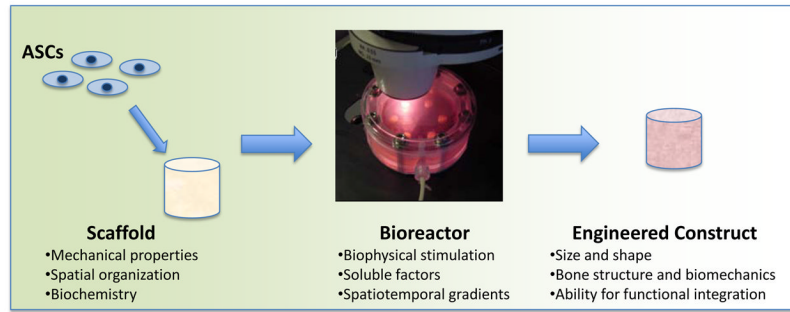 ASCs
Scaffold
•Mechanical properties
•Spatial organization
•Biochemistry
Bioreactor
•Biophysical stimulation
•Soluble factors
•Spatiotemporal gradients
Engineered Construct
•Size and shape
•Bone structure and biomechanics
•Ability for functional integration